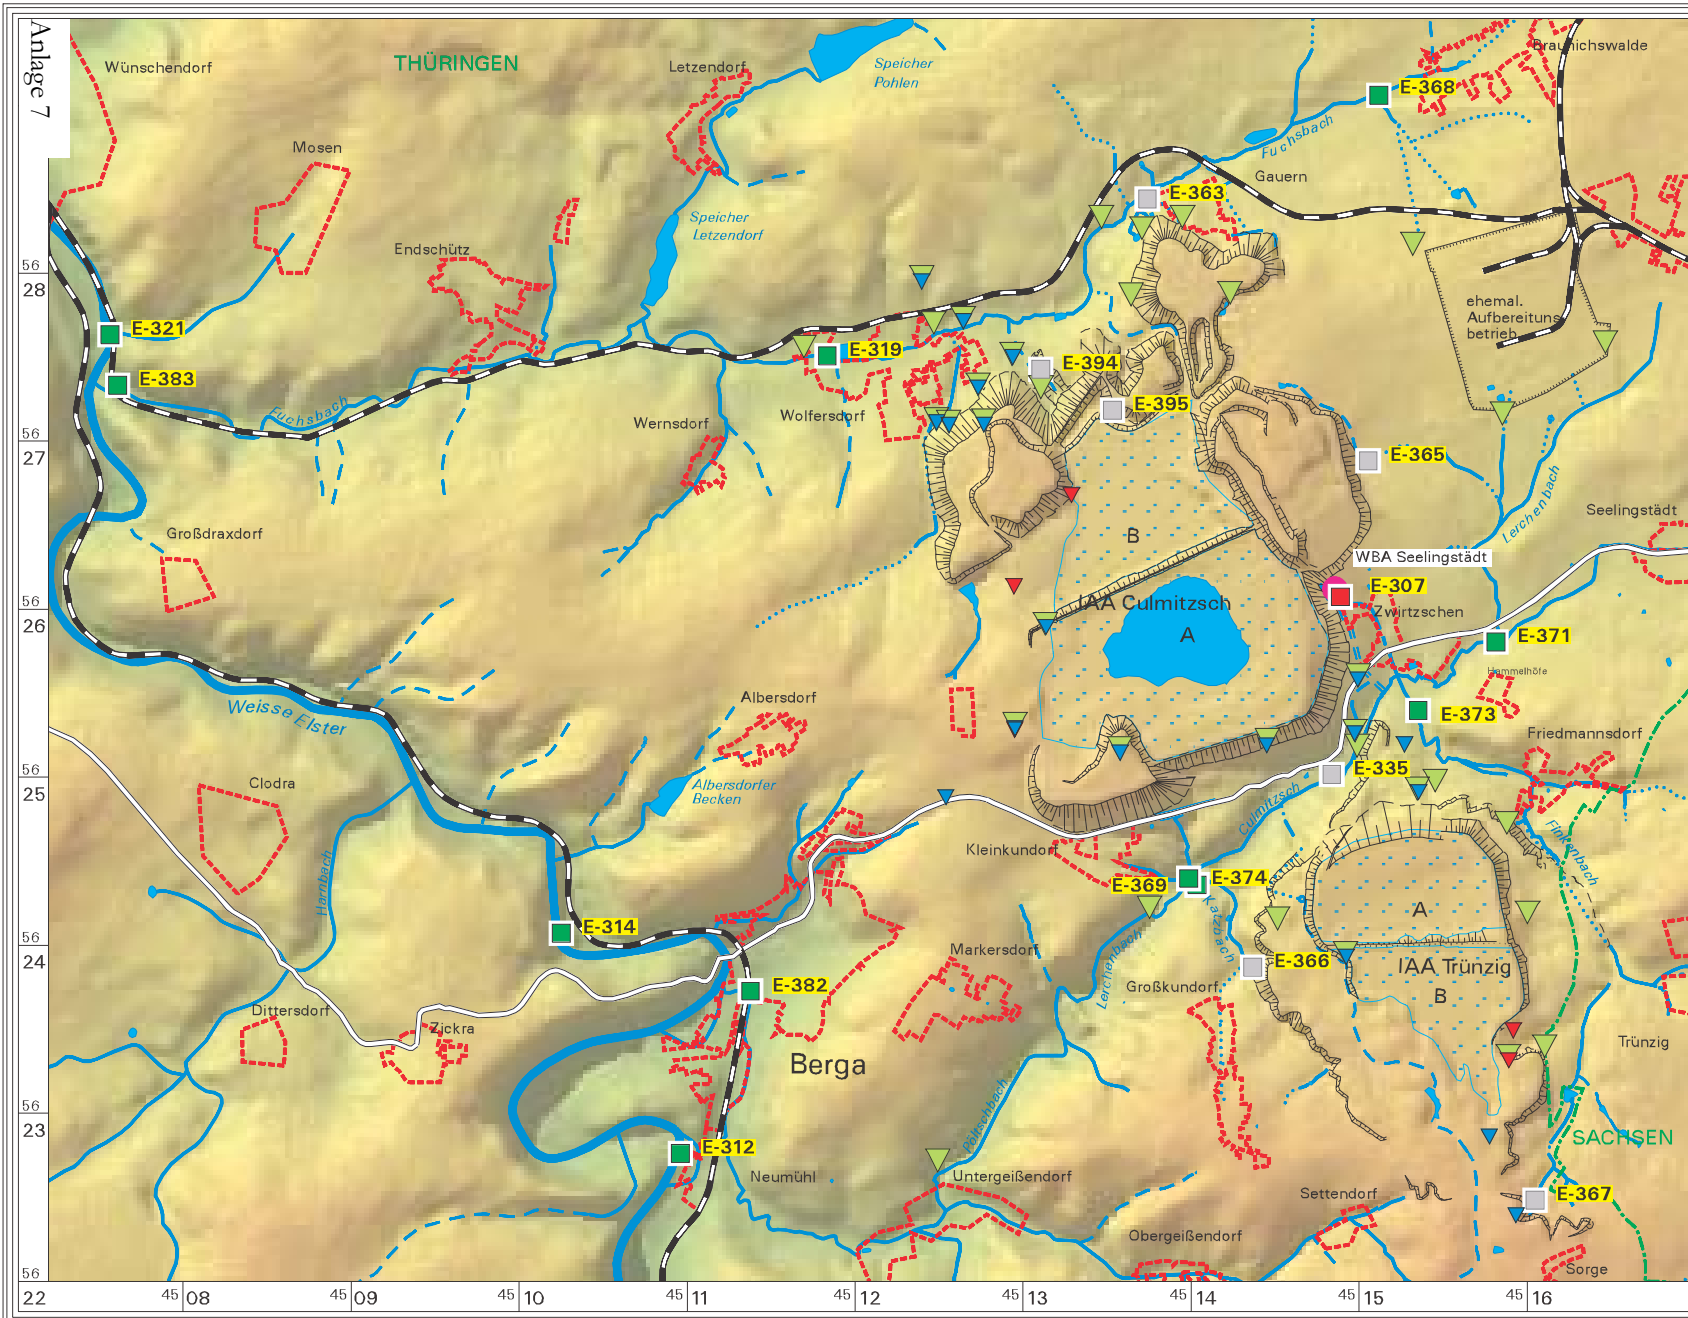 Anlage 7
Wünschendorf
THÜRINGEN
Letzendorf
Speicher
Pohlen
Braunichswalde
E-368
Fuchsbach
Mosen
Gauern
E-363
Speicher
Letzendorf
Endschütz
56
28
ehemal.
Aufbereitungs
betrieb
E-321
E-319
E-394
E-383
E-395
Fuchsbach
Wernsdorf
Wolfersdorf
56
27
E-365
Lerchenbach
Seelingstädt
Großdraxdorf
B
WBA Seelingstädt
E-307
IAA Culmitzsch
Zwirtzschen
56
26
A
E-371
Hammelhöfe
Weisse Elster
Albersdorf
E-373
Friedmannsdorf
56
25
Clodra
Albersdorfer
Becken
E-335
Culmitzsch
Finkenbach
Kleinkundorf
Harnbach
E-369
E-374
Katzbach
A
E-314
Markersdorf
Lerchenbach
56
24
E-366
IAA Trünzig
B
E-382
Großkundorf
Dittersdorf
Zickra
Trünzig
Berga
Pöltschbach
56
23
SACHSEN
E-312
Neumühl
Untergeißendorf
Settendorf
E-367
Obergeißendorf
Sorge
56
22
45 08
45 09
45 10
45 11
45 12
45 13
45 14
45 15
45 16